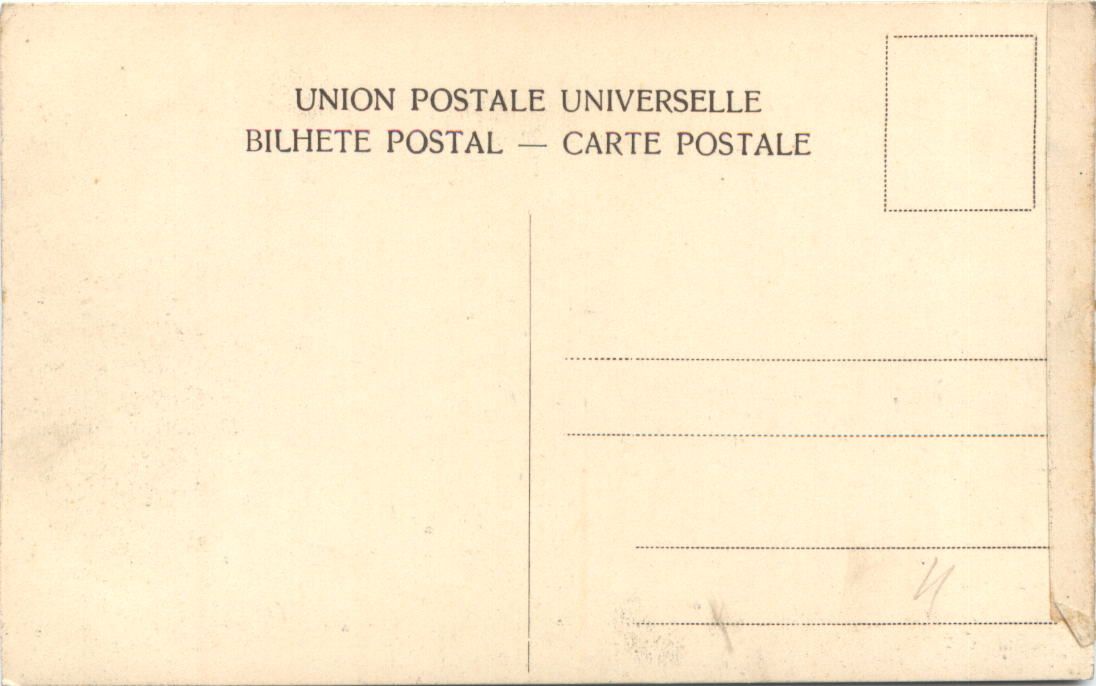 UNION POSTALE UNIVERSELLE
BILHETE POSTAL — CARTE POSTALE